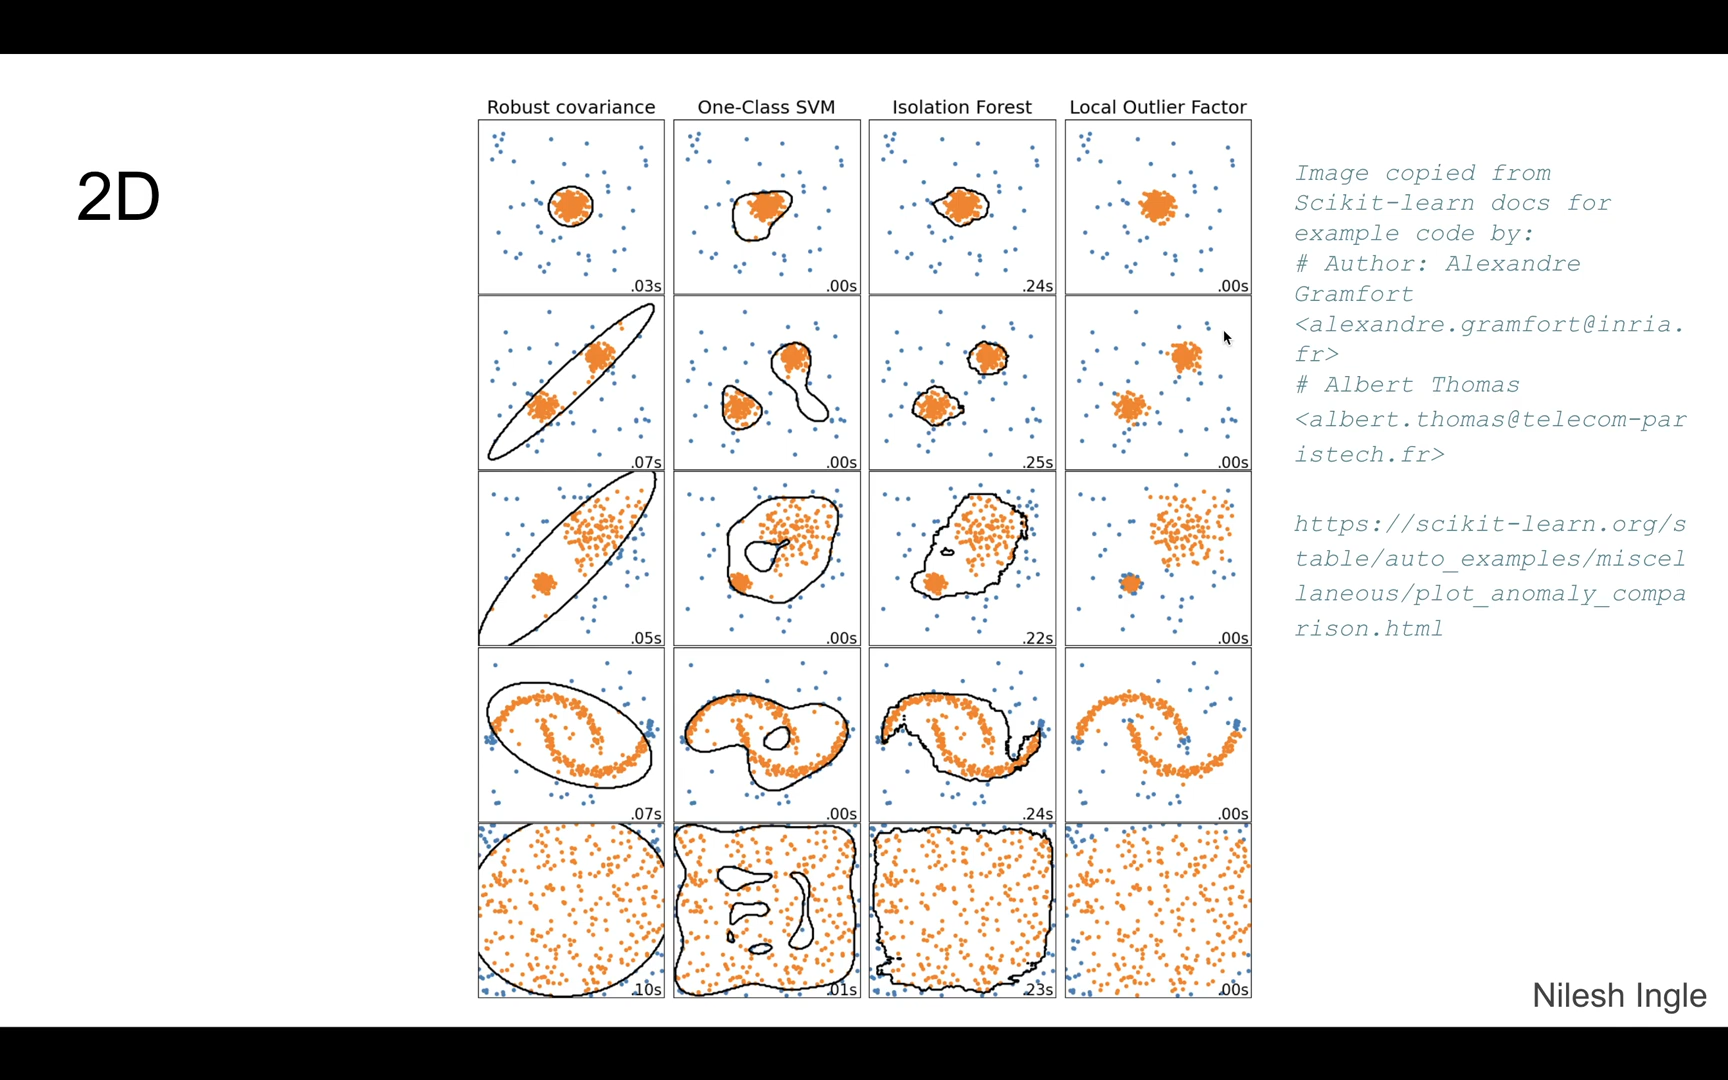 2D
Robust covariance
One-Class SVM
Isolation Forest
Local Outlier Factor
.03s
.00s
.24s
.00s
.07s
.00s
.25s
.00s
.05s
.00s
.22s
.00s
.07s
.00s
.24s
.00s
.10s
.01s
.23s
.00s
Image copied from
Scikit-learn docs for
example code by:
# Author: Alexandre
Gramfort
<alexandre.gramfort@inria.
fr>
# Albert Thomas
<albert.thomas@telecom-par
istech.fr>
https://scikit-learn.org/s
table/auto_examples/miscel
laneous/plot_anomaly_compa
rison.html
Nilesh Ingle